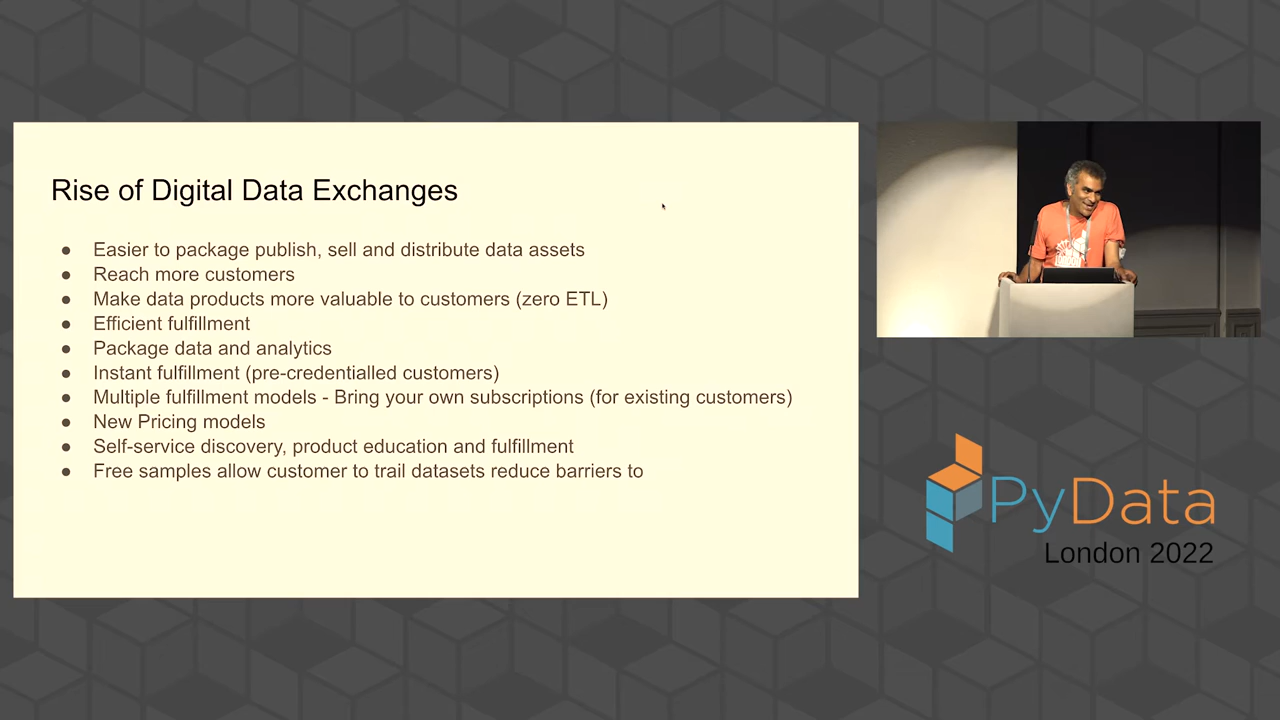 Rise of Digital Data Exchanges
● Easier to package publish, sell and distribute data assets
● Reach more customers
● Make data products more valuable to customers (zero ETL)
● Efficient fulfillment
● Package data and analytics
● Instant fulfillment (pre-credentialled customers)
● Multiple fulfillment models - Bring your own subscriptions (for existing customers)
● New Pricing models
● Self-service discovery, product education and fulfillment
● Free samples allow customer to trail datasets reduce barriers to
PyData
London 2022